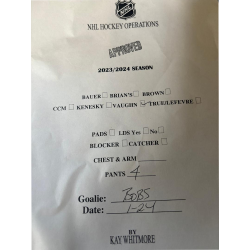 NHL
NHL HOCKEY OPERATIONS
APPROVED
2023/2024 SEASON
BAUER BRIAN'S BROWN
CCM KENESKY VAUGHN TRUE/LEFEVRE
PADS LDS Yes No
BLOCKER CATCHER
CHEST & ARM
PANTS 4
Goalie: BOBS
Date: 1-24
BY
KAY WHITMORE